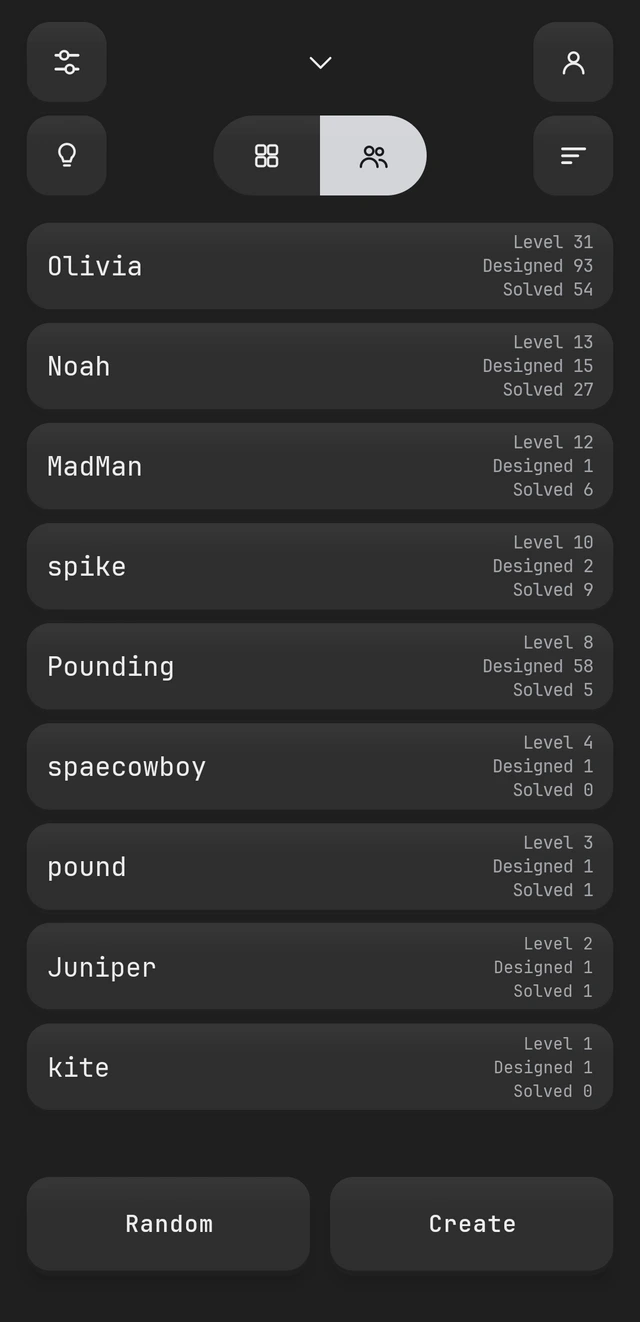 Olivia
Level 31
Designed 93
Solved 54
Noah
Level 13
Designed 15
Solved 27
MadMan
Level 12
Designed 1
Solved 6
spike
Level 10
Designed 2
Solved 9
Pounding
Level 8
Designed 58
Solved 5
spaecowboy
Level 4
Designed 1
Solved 0
pound
Level 3
Designed 1
Solved 1
Juniper
Level 2
Designed 1
Solved 1
kite
Level 1
Designed 1
Solved 0
Random
Create